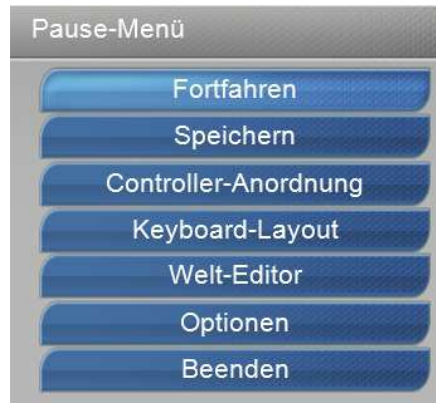 Pause-Menü
Fortfahren
Speichern
Controller-Anordnung
Keyboard-Layout
Welt-Editor
Optionen
Beenden